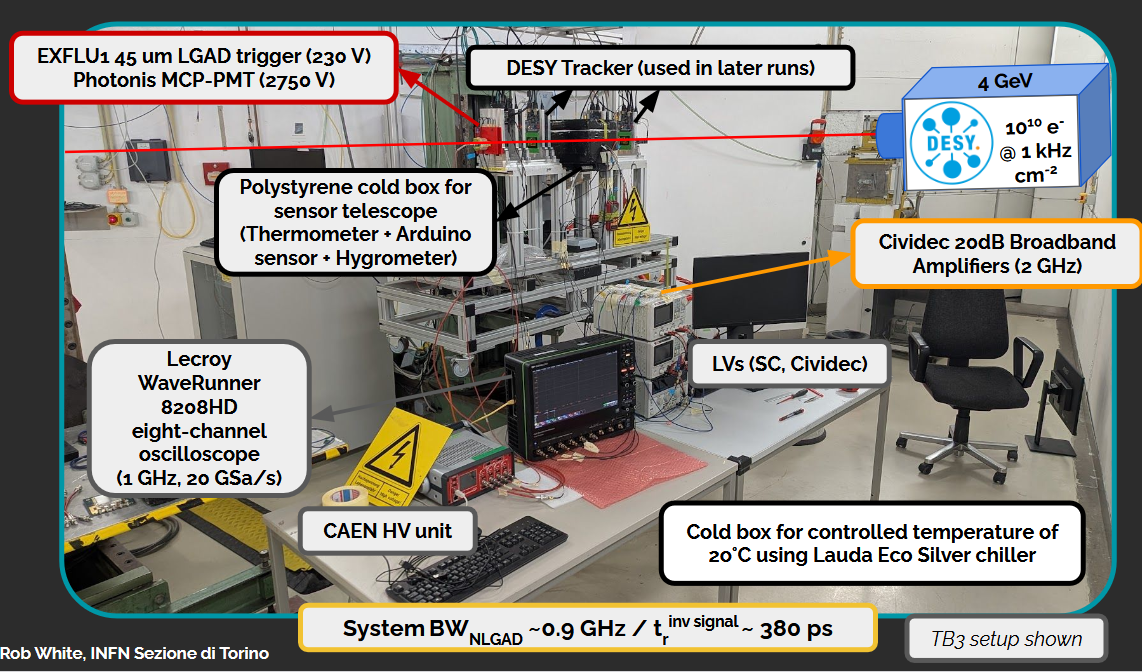 EXFLU1 45 um LGAD trigger (230 V)
Photonis MCP-PMT (2750 V)
DESY Tracker (used in later runs)
4 GeV
DESY.
10¹⁰ e⁻
@ 1 kHz
cm⁻²
Polystyrene cold box for
sensor telescope
(Thermometer + Arduino
sensor + Hygrometer)
Cividec 20dB Broadband
Amplifiers (2 GHz)
Lecroy
WaveRunner
8208HD
eight-channel
oscilloscope
(1 GHz, 20 GSa/s)
LVs (SC, Cividec)
CAEN HV unit
Cold box for controlled temperature of
20°C using Lauda Eco Silver chiller
System BW_NLGAD ~0.9 GHz / t_r^inv signal ~ 380 ps
TB3 setup shown
Rob White, INFN Sezione di Torino